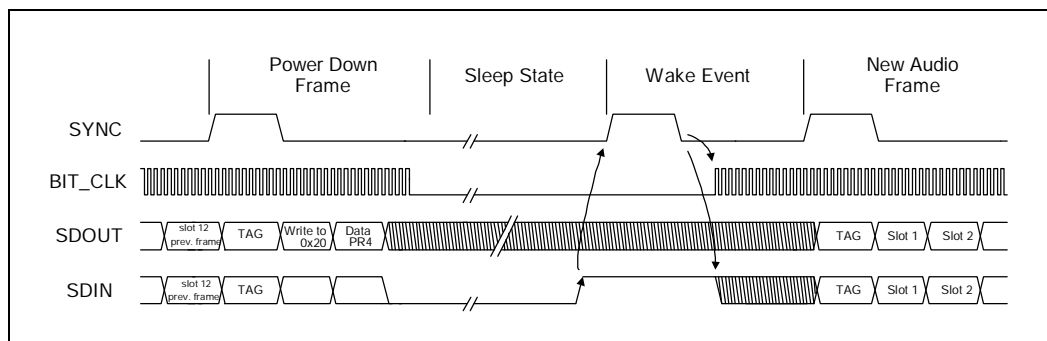 Power Down
Frame
Sleep State
Wake Event
New Audio
Frame
SYNC
BIT_CLK
SDOUT
slot 12
prev. frame
TAG
Write to
0x20
Data
PR4
TAG
Slot 1
Slot 2
SDIN
slot 12
prev. frame
TAG
TAG
Slot 1
Slot 2